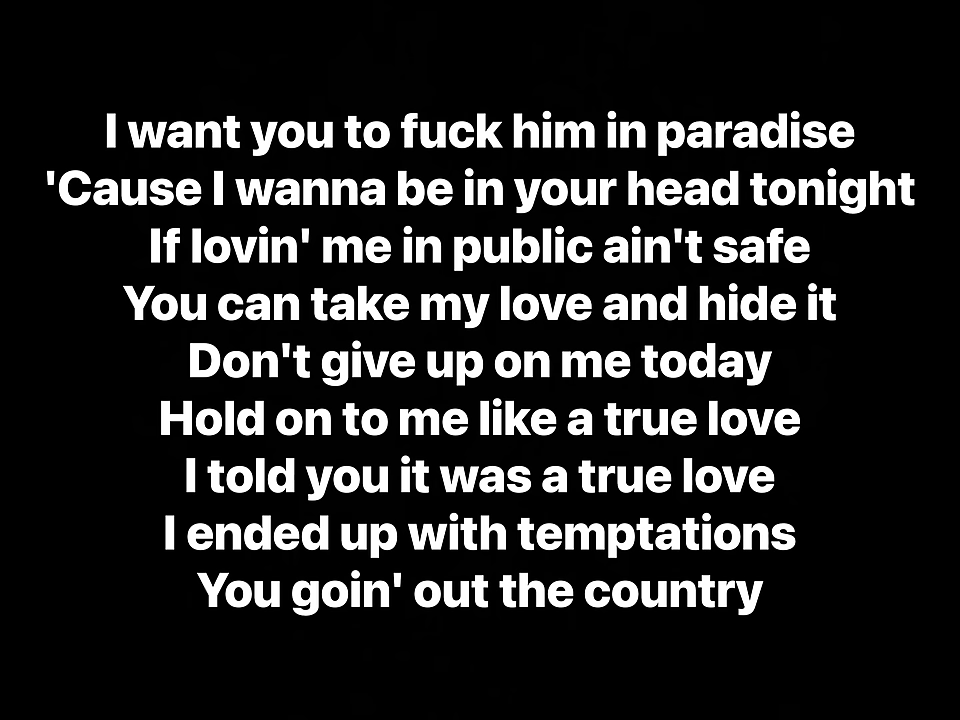 I want you to fuck him in paradise
'Cause I wanna be in your head tonight
If lovin' me in public ain't safe
You can take my love and hide it
Don't give up on me today
Hold on to me like a true love
I told you it was a true love
I ended up with temptations
You goin' out the country